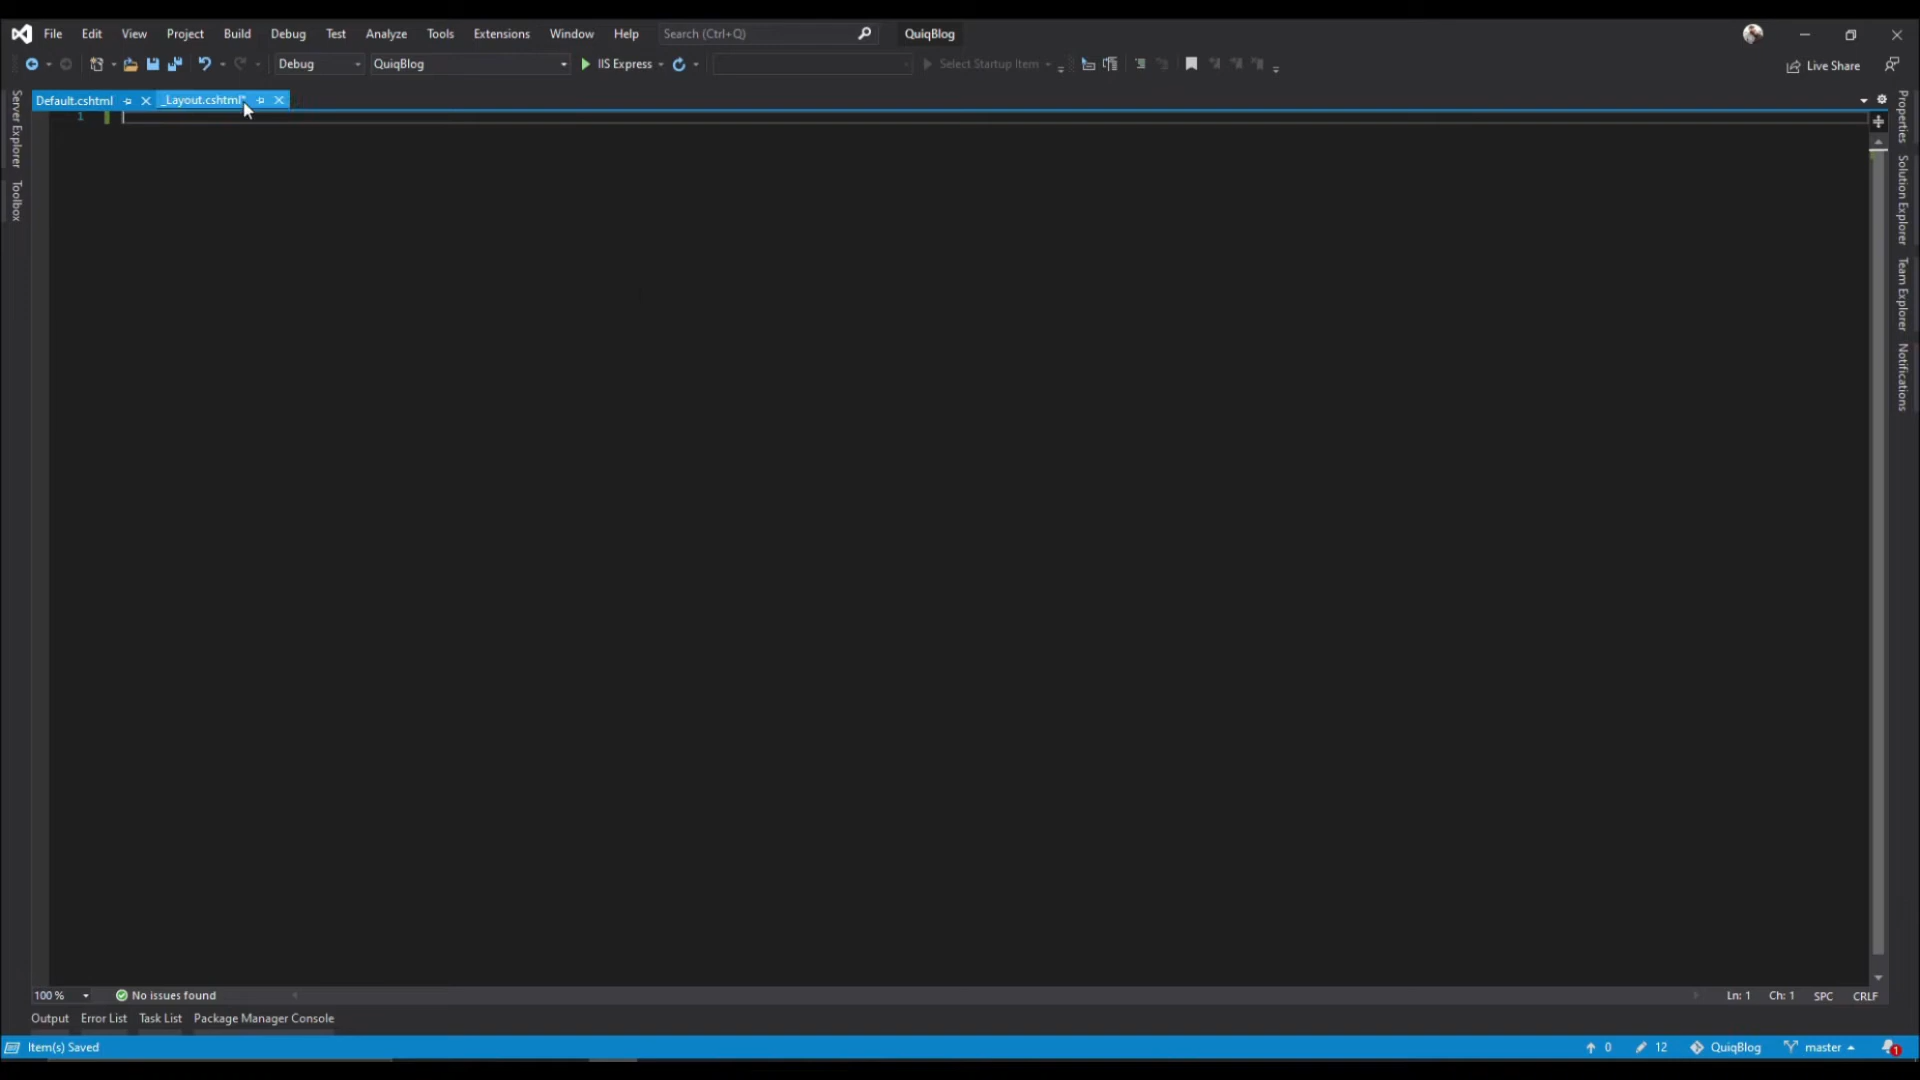 File Edit View Project Build Debug Test Analyze Tools Extensions Window Help Search (Ctrl+Q) QuiqBlog
Debug QuiqBlog IIS Express Select Startup Item Live Share
Default.cshtml _Layout.cshtml*
1
Server Explorer
Toolbox
Properties
Solution Explorer
Team Explorer
Notifications
100 % No issues found Ln: 1 Ch: 1 SPC CRLF
Output Error List Task List Package Manager Console
Item(s) Saved 0 12 QuiqBlog master 1